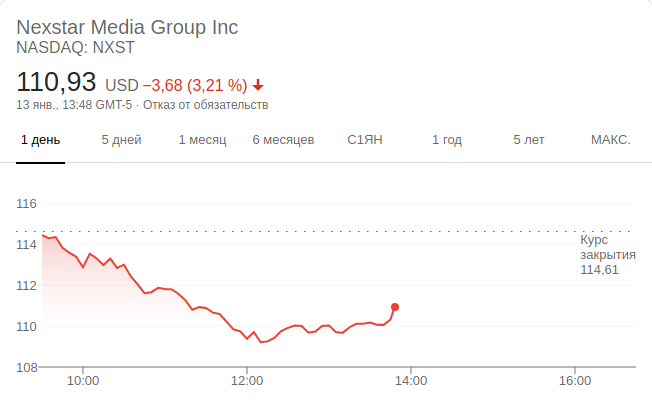 Nexstar Media Group Inc
NASDAQ: NXST
110,93 USD −3,68 (3,21 %)
13 янв., 13:48 GMT-5 · Отказ от обязательств
1 день 5 дней 1 месяц 6 месяцев С1ЯН 1 год 5 лет МАКС.
116
114
112
110
108
Курс
закрытия
114,61
10:00 12:00 14:00 16:00